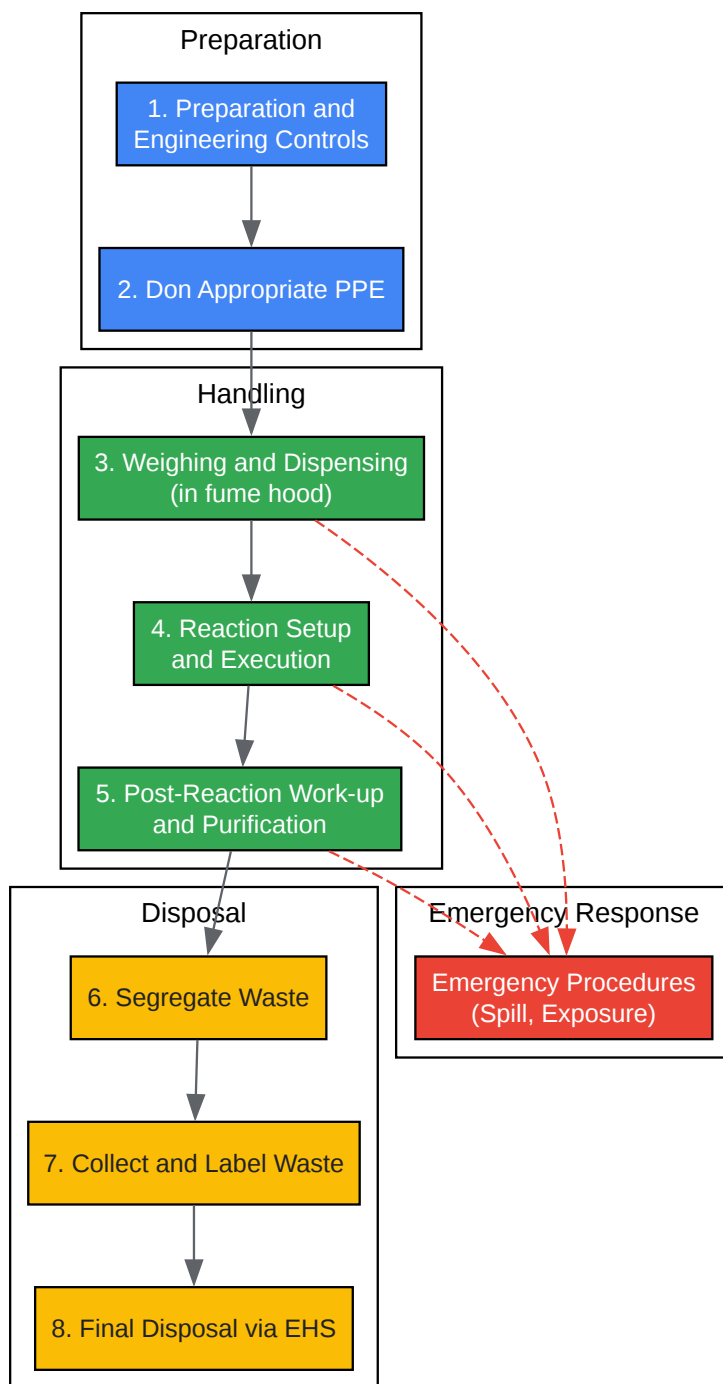 Preparation
1. Preparation and
Engineering Controls
2. Don Appropriate PPE
Handling
3. Weighing and Dispensing
(in fume hood)
4. Reaction Setup
and Execution
5. Post-Reaction Work-up
and Purification
Disposal
6. Segregate Waste
7. Collect and Label Waste
8. Final Disposal via EHS
Emergency Response
Emergency Procedures
(Spill, Exposure)